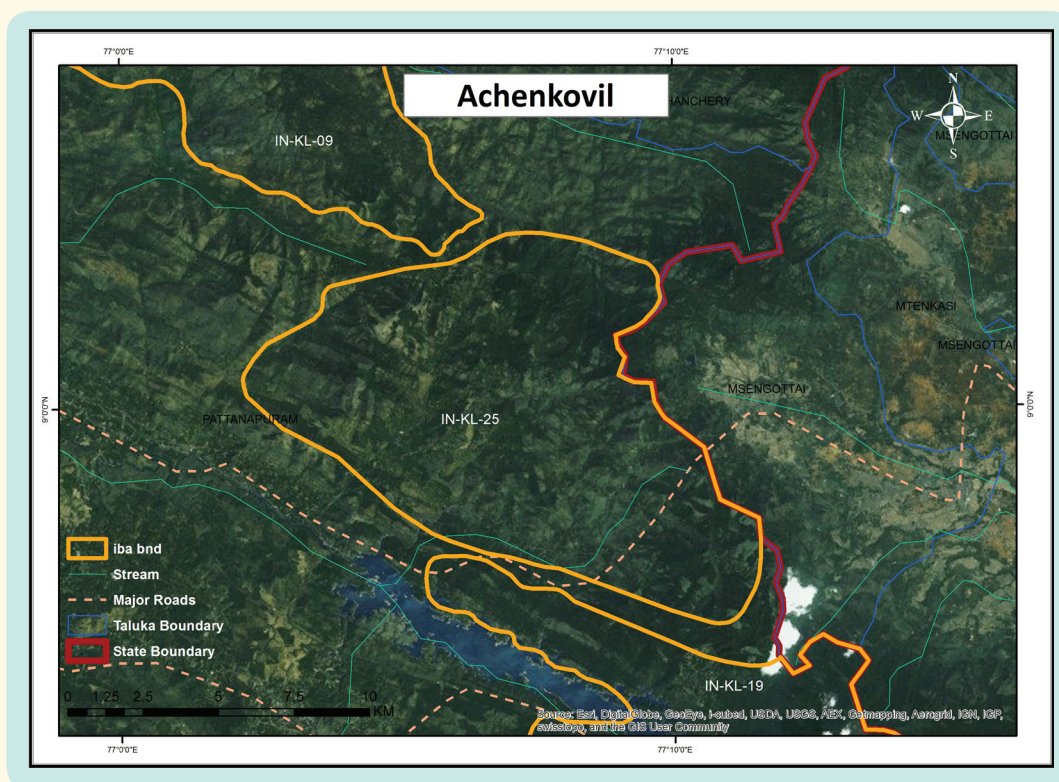 77°0'0"E
77°10'0"E
Achenkovil
HANCHERY
N
W
E
S
MSENGOTTAI
IN-KL-09
MTENKASI
MSENGOTTAI
MSENGOTTAI
9°0'0"N
9°0'0"N
PATTANAPURAM
IN-KL-25
iba bnd
Stream
Major Roads
Taluka Boundary
State Boundary
IN-KL-19
0 1.25 2.5 5 7.5 10
KM
Source: Esri, DigitalGlobe, GeoEye, i-cubed, USDA, USGS, AEX, Getmapping, Aerogrid, IGN, IGP,
swisstopo, and the GIS User Community
77°0'0"E
77°10'0"E